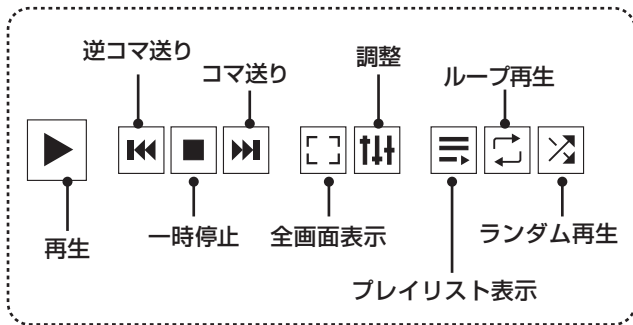 逆コマ送り
コマ送り
調整
ループ再生
再生
一時停止
全画面表示
ランダム再生
プレイリスト表示